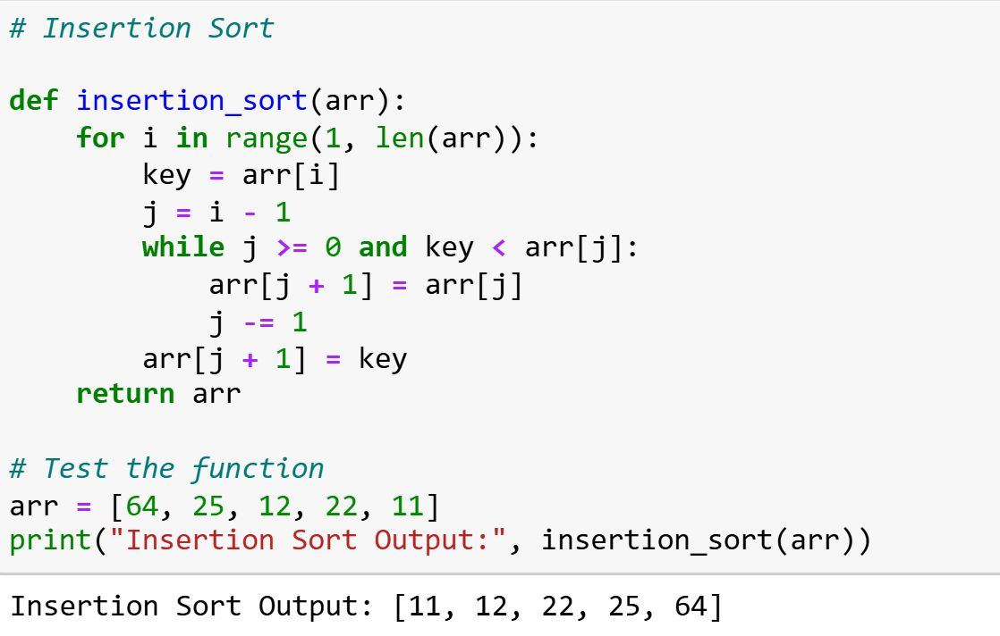 # Insertion Sort
def insertion_sort(arr):
    for i in range(1, len(arr)):
        key = arr[i]
        j = i - 1
        while j >= 0 and key < arr[j]:
            arr[j + 1] = arr[j]
            j -= 1
        arr[j + 1] = key
    return arr
# Test the function
arr = [64, 25, 12, 22, 11]
print("Insertion Sort Output:", insertion_sort(arr))
Insertion Sort Output: [11, 12, 22, 25, 64]